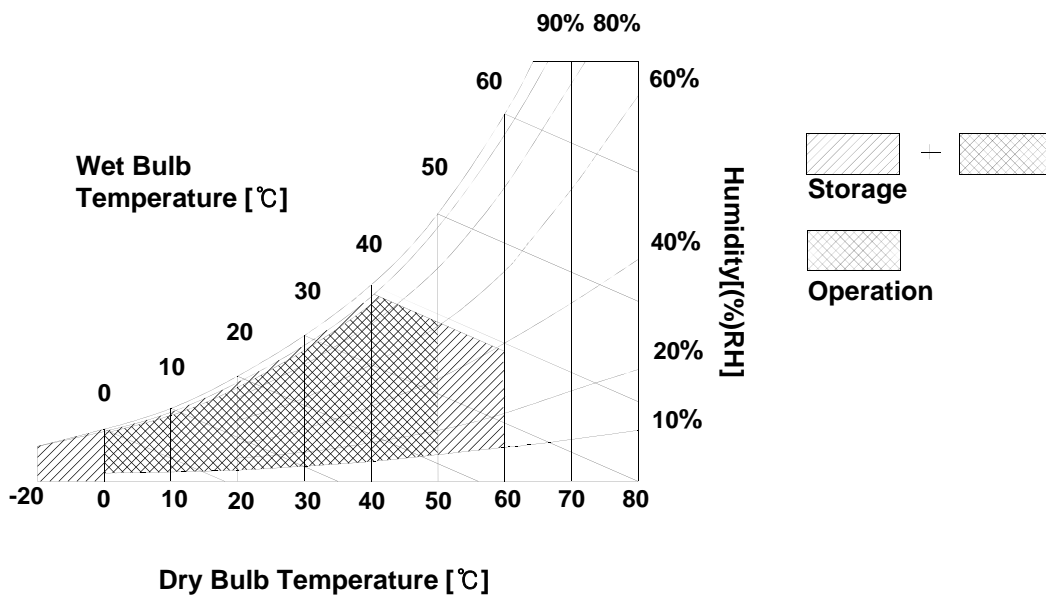 90% 80%
60
60%
50
Wet Bulb
Temperature [℃]
Storage
40
40%
Humidity[(%)RH]
30
Operation
20
20%
10
10%
0
-20 0 10 20 30 40 50 60 70 80
Dry Bulb Temperature [℃]